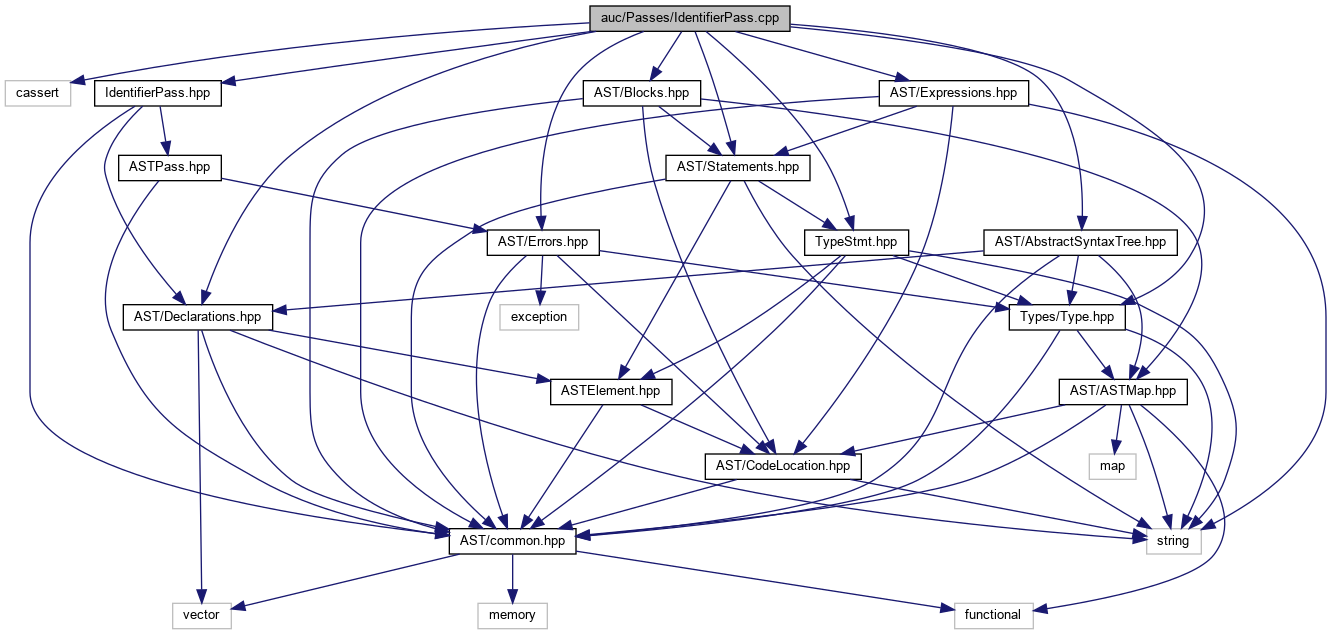 auc/Passes/IdentifierPass.cpp
cassert
IdentifierPass.hpp
AST/Blocks.hpp
AST/Expressions.hpp
ASTPass.hpp
AST/Statements.hpp
AST/Errors.hpp
TypeStmt.hpp
AST/AbstractSyntaxTree.hpp
AST/Declarations.hpp
exception
Types/Type.hpp
ASTElement.hpp
AST/ASTMap.hpp
AST/CodeLocation.hpp
map
AST/common.hpp
string
vector
memory
functional